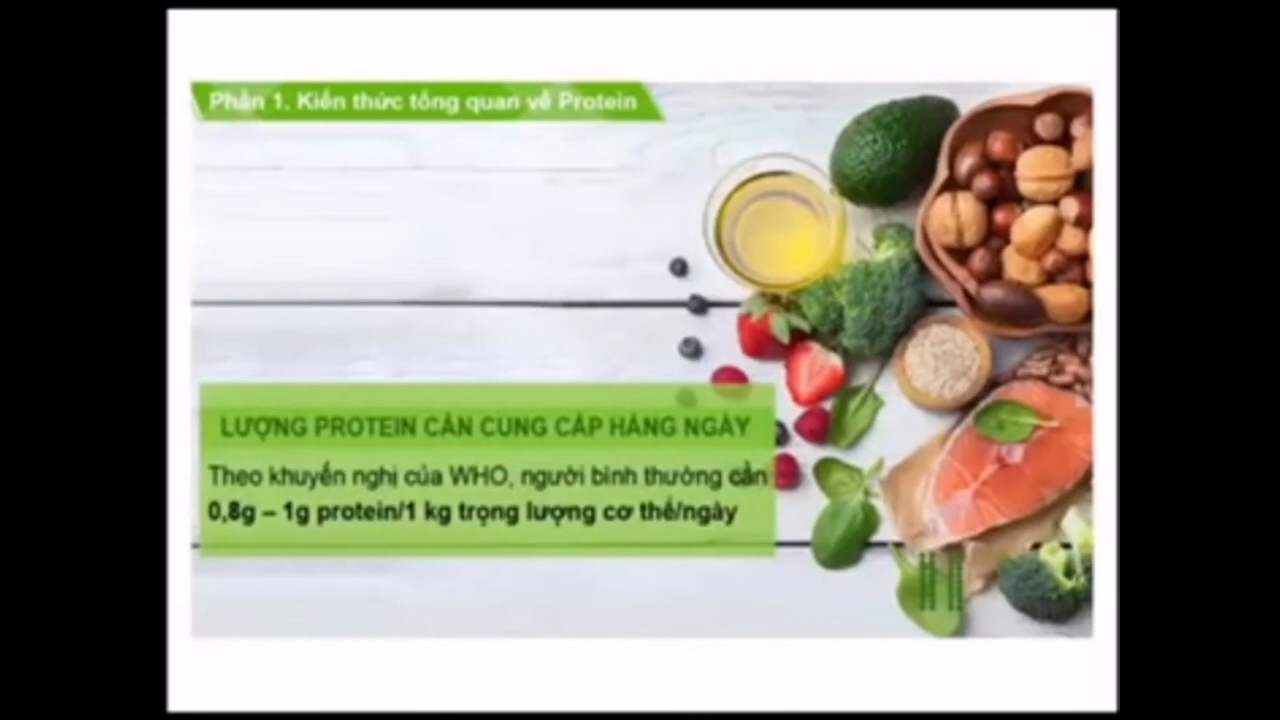 Phần 1. Kiến thức tổng quan về Protein
LƯỢNG PROTEIN CẦN CUNG CẤP HÀNG NGÀY
Theo khuyến nghị của WHO, người bình thường cần
0,8g – 1g protein/1 kg trọng lượng cơ thể/ngày